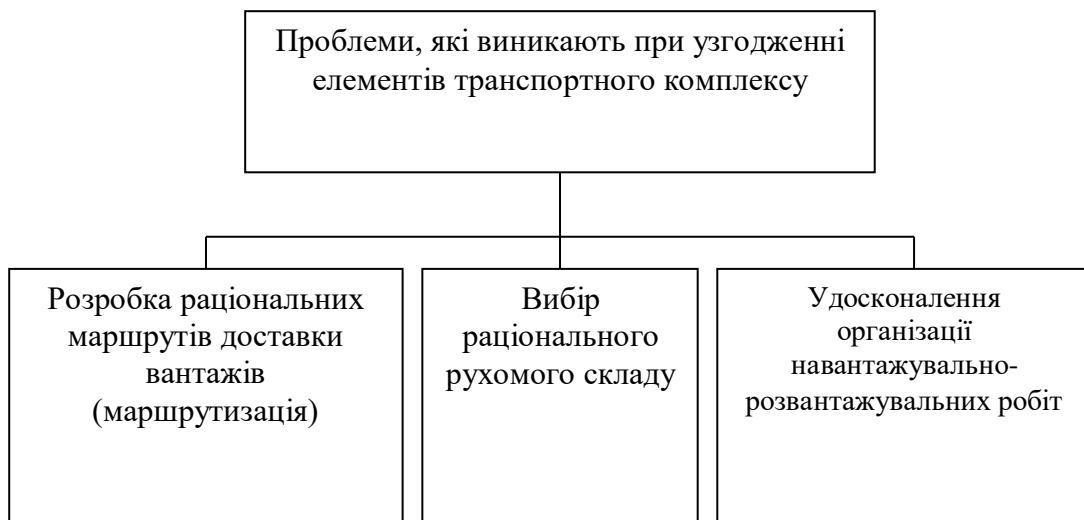 Проблеми, які виникають при узгодженні
елементів транспортного комплексу
Розробка раціональних
маршрутів доставки
вантажів
(маршрутизація)
Вибір
раціонального
рухомого складу
Удосконалення
організації
навантажувально-
розвантажувальних робіт